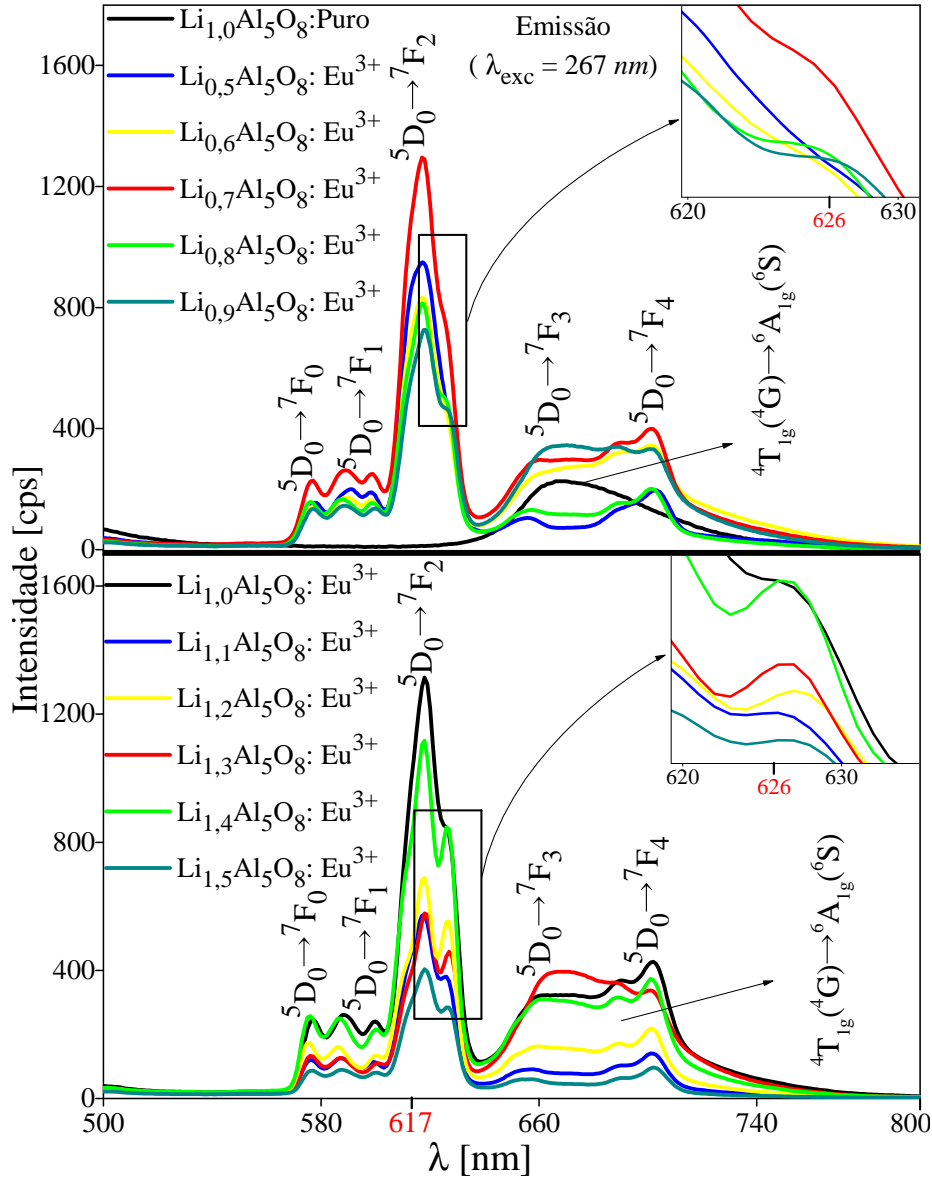 Intensidade [cps]
1600
1200
800
400
0
Li1,0Al5O8:Puro
Li0,5Al5O8: Eu3+
Li0,6Al5O8: Eu3+
Li0,7Al5O8: Eu3+
Li0,8Al5O8: Eu3+
Li0,9Al5O8: Eu3+
Emissão
( λexc = 267 nm)
5D0→7F0
5D0→7F1
5D0→7F2
5D0→7F3
5D0→7F4
4T1g(4G)→6A1g(6S)
620
626
630
1600
1200
800
400
0
Li1,0Al5O8: Eu3+
Li1,1Al5O8: Eu3+
Li1,2Al5O8: Eu3+
Li1,3Al5O8: Eu3+
Li1,4Al5O8: Eu3+
Li1,5Al5O8: Eu3+
5D0→7F0
5D0→7F1
5D0→7F2
5D0→7F3
5D0→7F4
4T1g(4G)→6A1g(6S)
620
626
630
500
580
617
660
740
800
λ [nm]